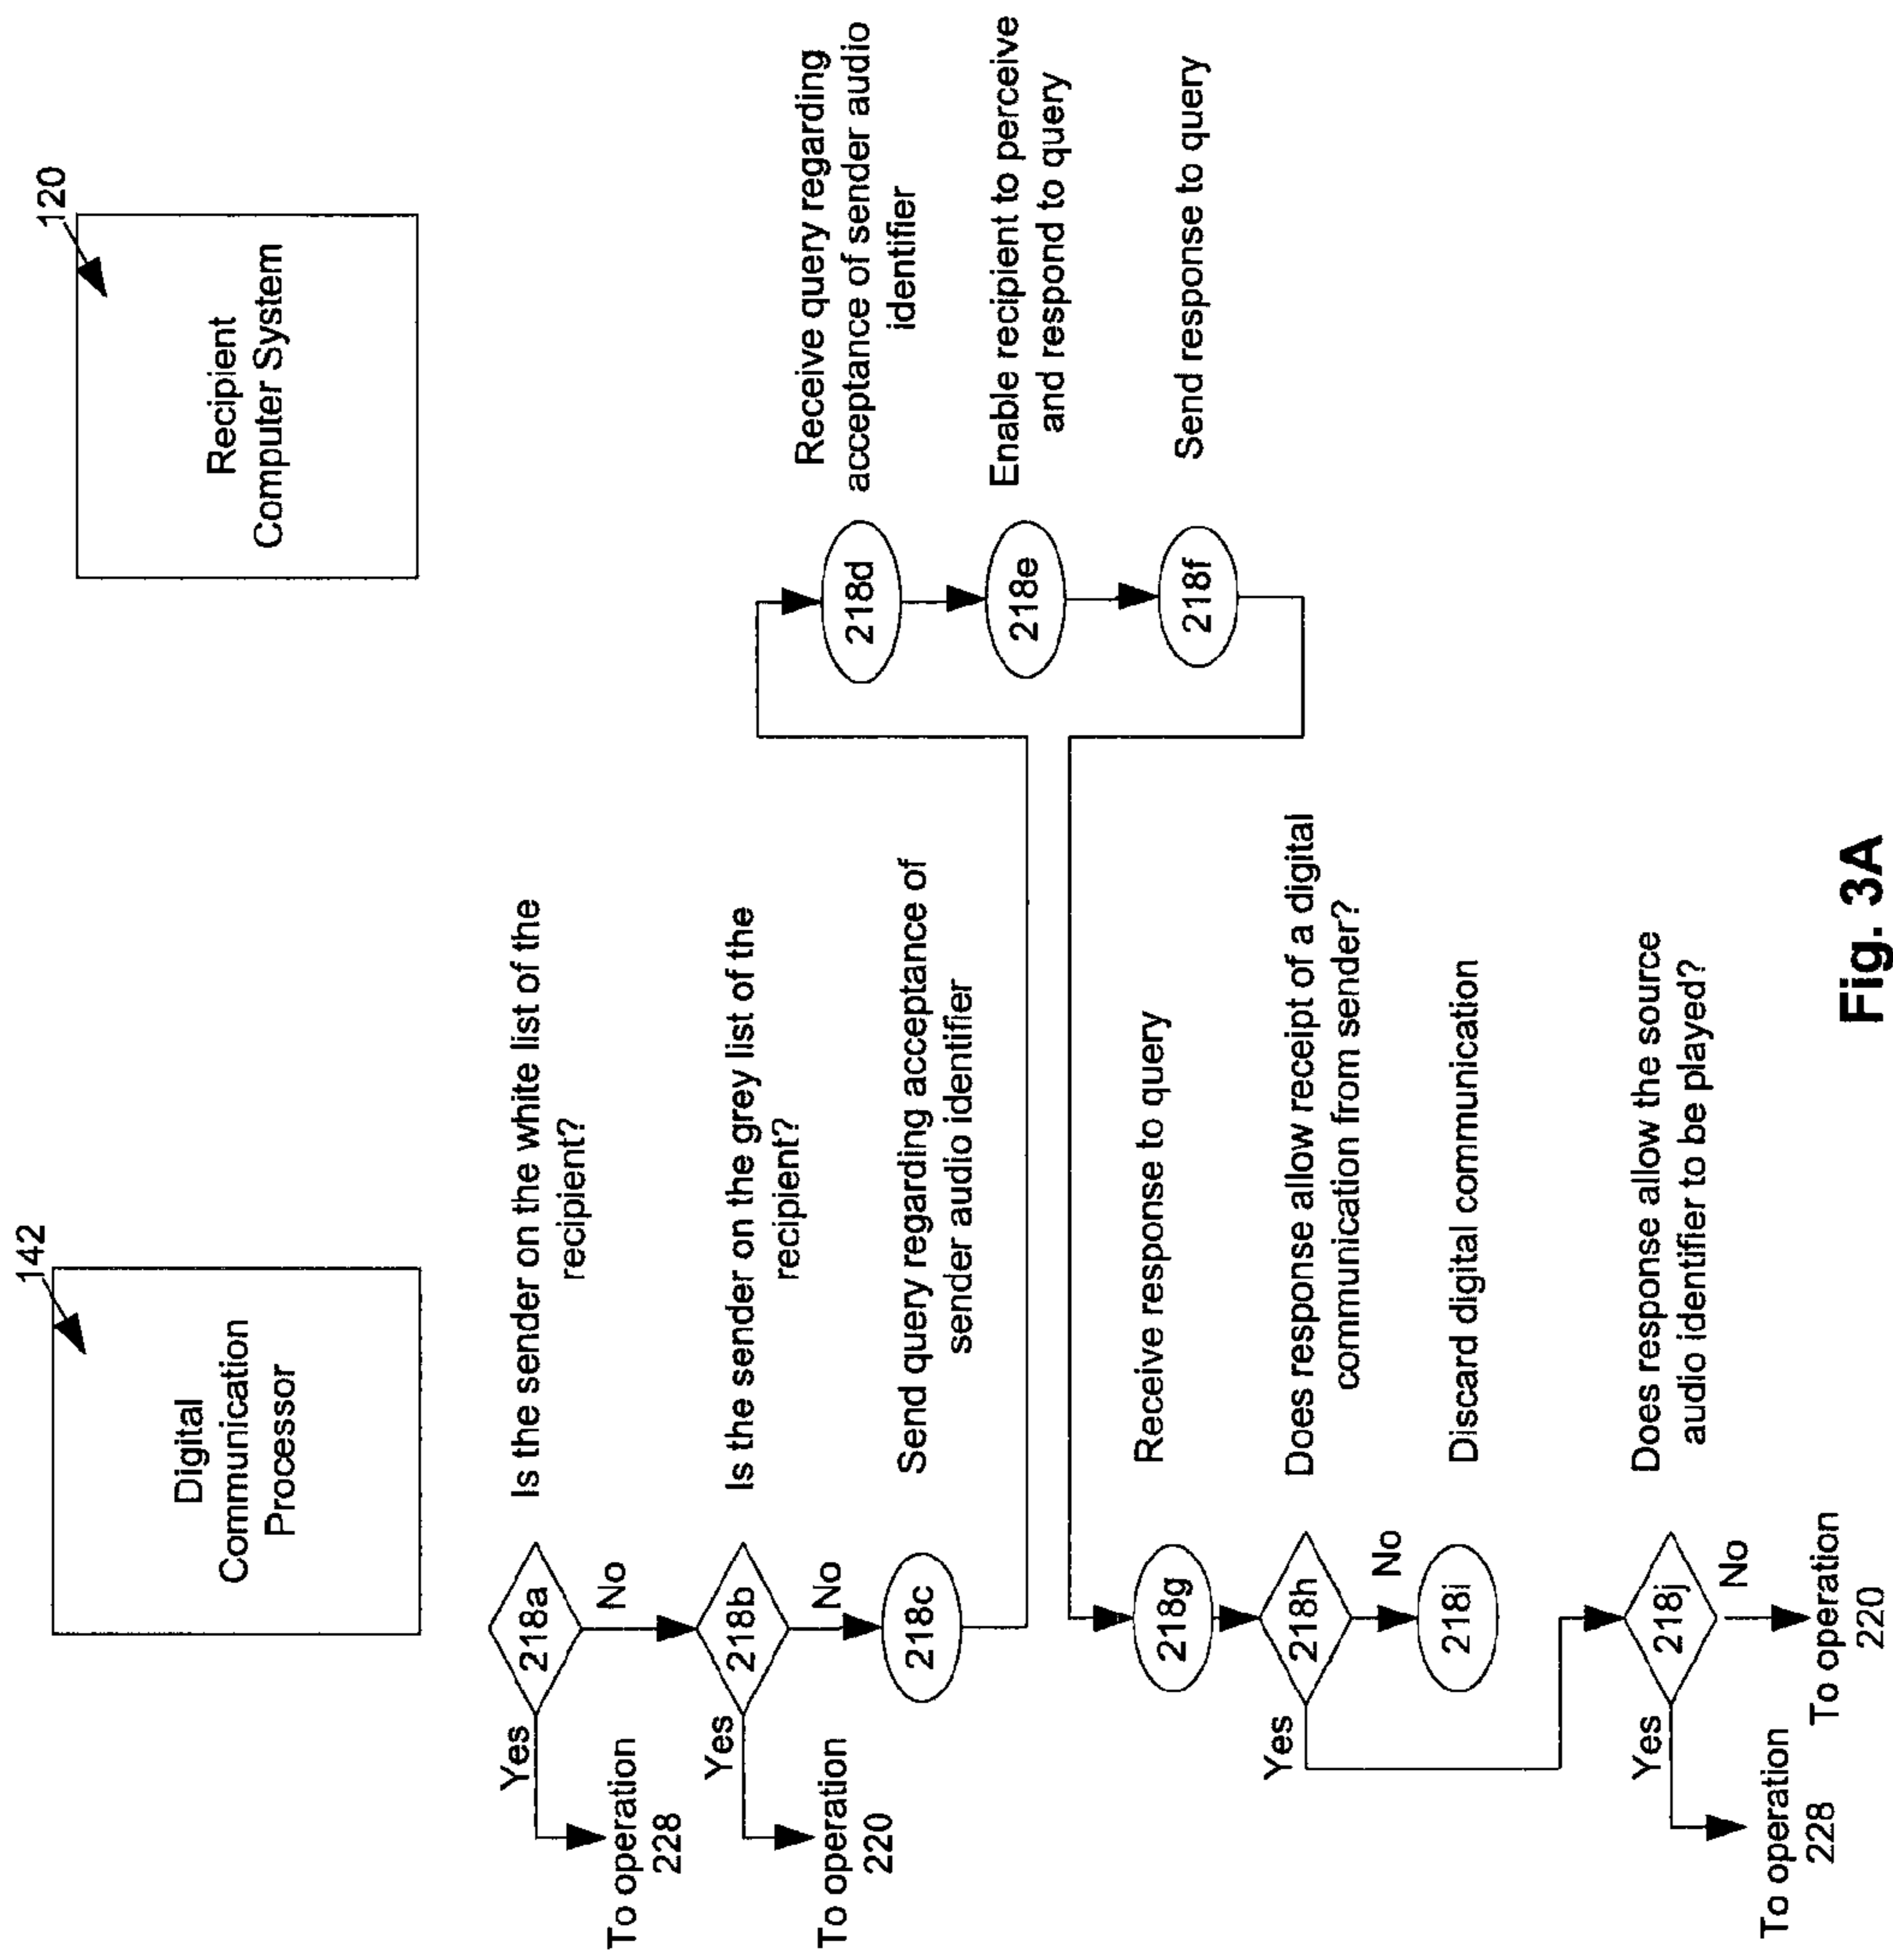 142
Digital
Communication
Processor
120
Recipient
Computer System
218a
Yes
No
To operation
228
Is the sender on the white list of the
recipient?
218b
Yes
No
To operation
220
Is the sender on the grey list of the
recipient?
218c
Send query regarding acceptance of
sender audio identifier
218d
Receive query regarding
acceptance of sender audio
identifier
218e
Enable recipient to perceive
and respond to query
218f
Send response to query
218g
Receive response to query
218h
Yes
No
Does response allow receipt of a digital
communication from sender?
218i
Discard digital communication
218j
Yes
No
Does response allow the source
audio identifier to be played?
To operation
228
To operation
220
Fig. 3A